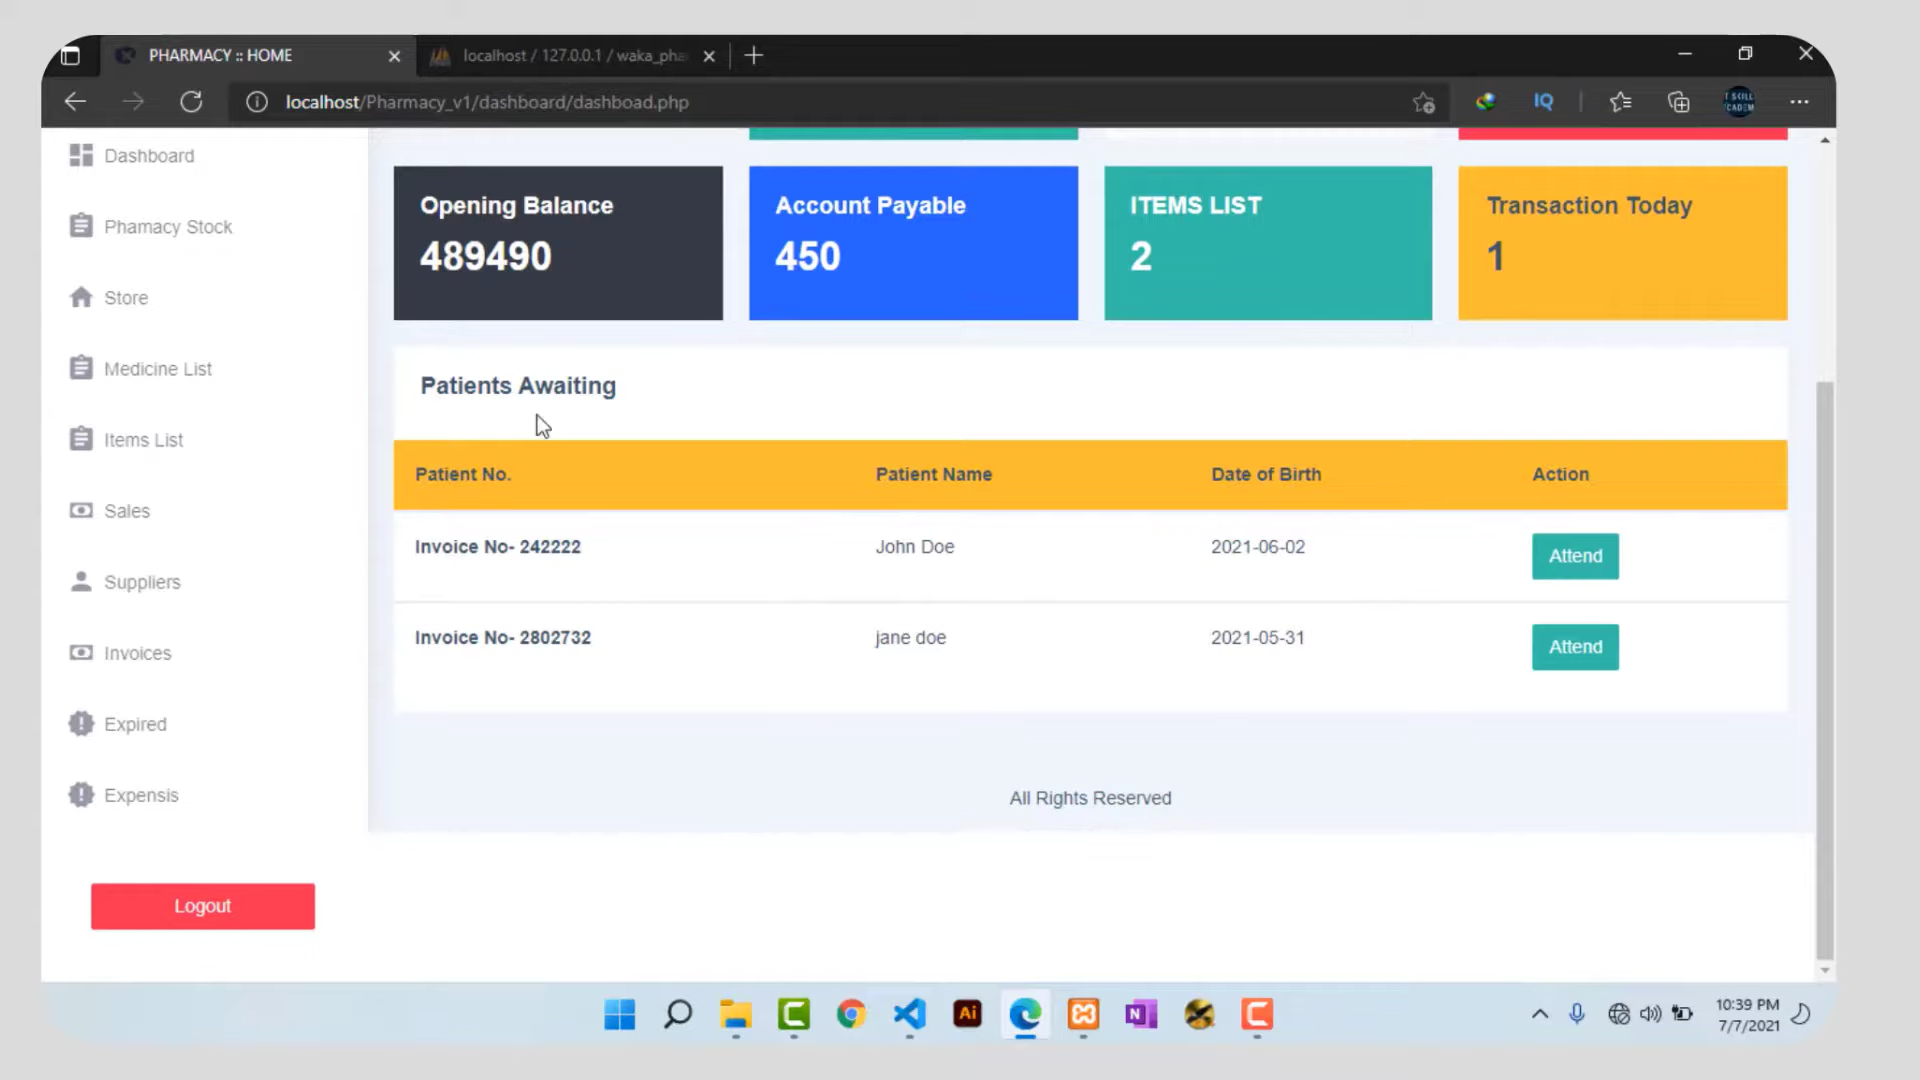 PHARMACY :: HOME
localhost / 127.0.0.1 / waka_pha
localhost/Pharmacy_v1/dashboard/dashboad.php
IQ
Dashboard
Phamacy Stock
Store
Medicine List
Items List
Sales
Suppliers
Invoices
Expired
Expensis
Logout
Opening Balance
489490
Account Payable
450
ITEMS LIST
2
Transaction Today
1
Patients Awaiting
Patient No. Patient Name Date of Birth Action
Invoice No- 242222 John Doe 2021-06-02 Attend
Invoice No- 2802732 jane doe 2021-05-31 Attend
All Rights Reserved
Ai
N
10:39 PM
7/7/2021